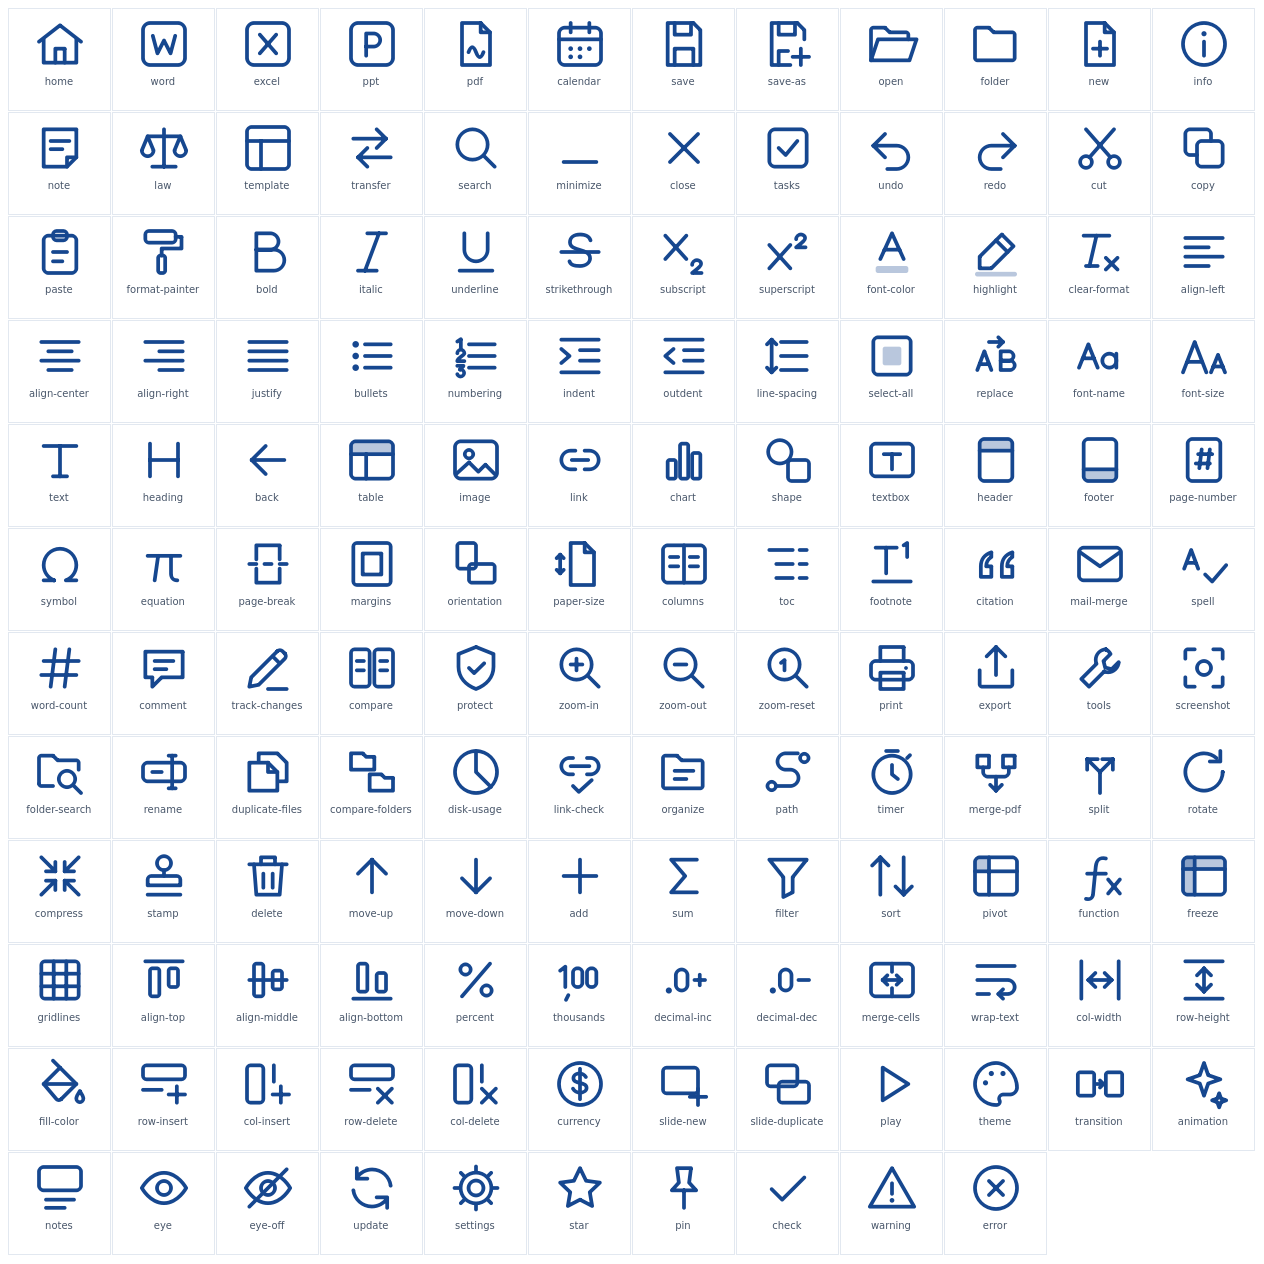 home word excel ppt pdf calendar save save-as open folder new info
note law template transfer search minimize close tasks undo redo cut copy
paste format-painter bold italic underline strikethrough subscript superscript font-color highlight clear-format align-left
align-center align-right justify bullets numbering indent outdent line-spacing select-all replace font-name font-size
text heading back table image link chart shape textbox header footer page-number
symbol equation page-break margins orientation paper-size columns toc footnote citation mail-merge spell
word-count comment track-changes compare protect zoom-in zoom-out zoom-reset print export tools screenshot
folder-search rename duplicate-files compare-folders disk-usage link-check organize path timer merge-pdf split rotate
compress stamp delete move-up move-down add sum filter sort pivot function freeze
gridlines align-top align-middle align-bottom percent thousands decimal-inc decimal-dec merge-cells wrap-text col-width row-height
fill-color row-insert col-insert row-delete col-delete currency slide-new slide-duplicate play theme transition animation
notes eye eye-off update settings star pin check warning error